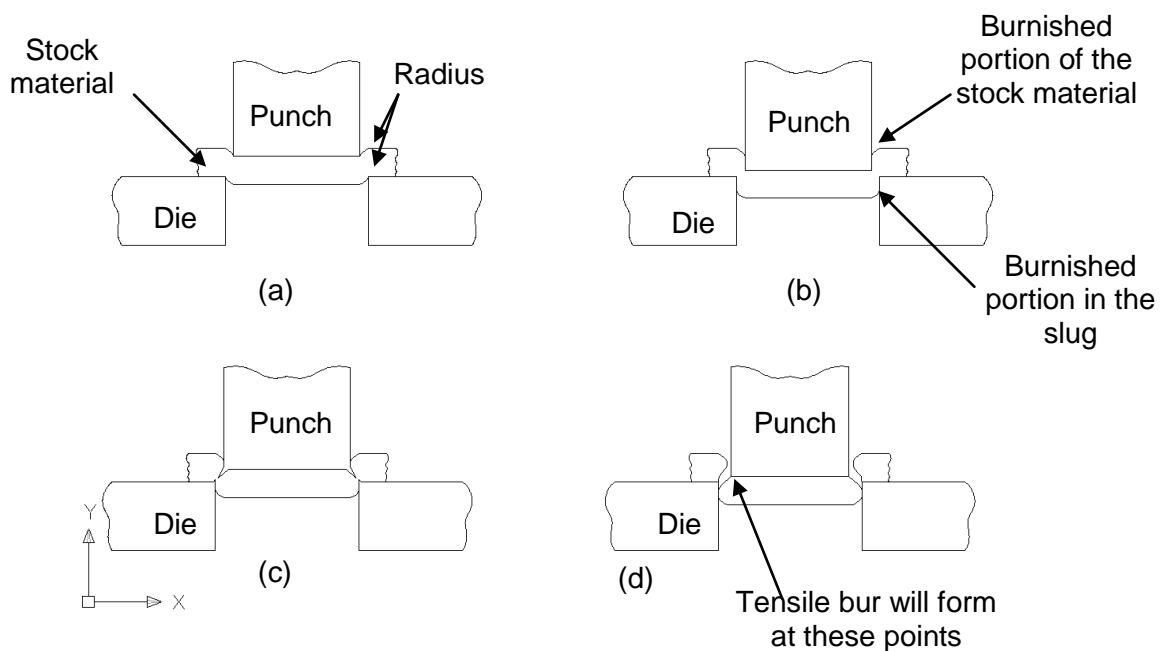 Stock
material
Punch
Radius
Die
(a)
Burnished
portion of the
stock material
Punch
Die
(b)
Burnished
portion in the
slug
Punch
Die
Y
X
(c)
Punch
Die
(d)
Tensile bur will form
at these points